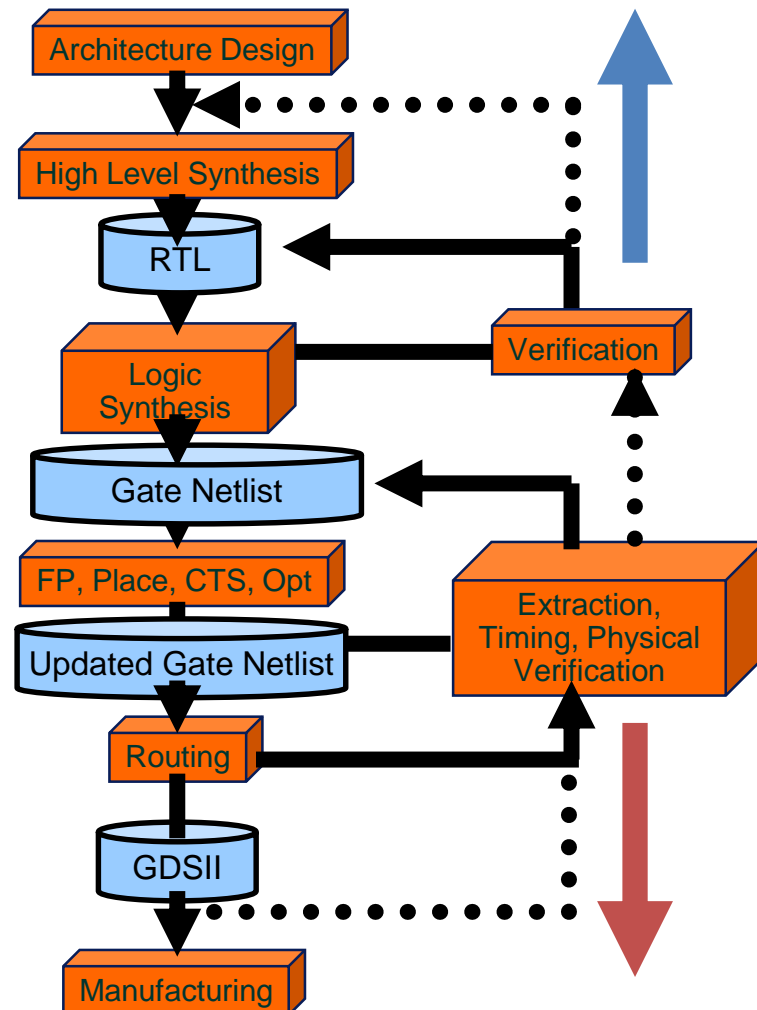 Architecture Design
High Level Synthesis
RTL
Verification
Logic
Synthesis
Gate Netlist
FP, Place, CTS, Opt
Extraction,
Timing, Physical
Verification
Updated Gate Netlist
Routing
GDSII
Manufacturing